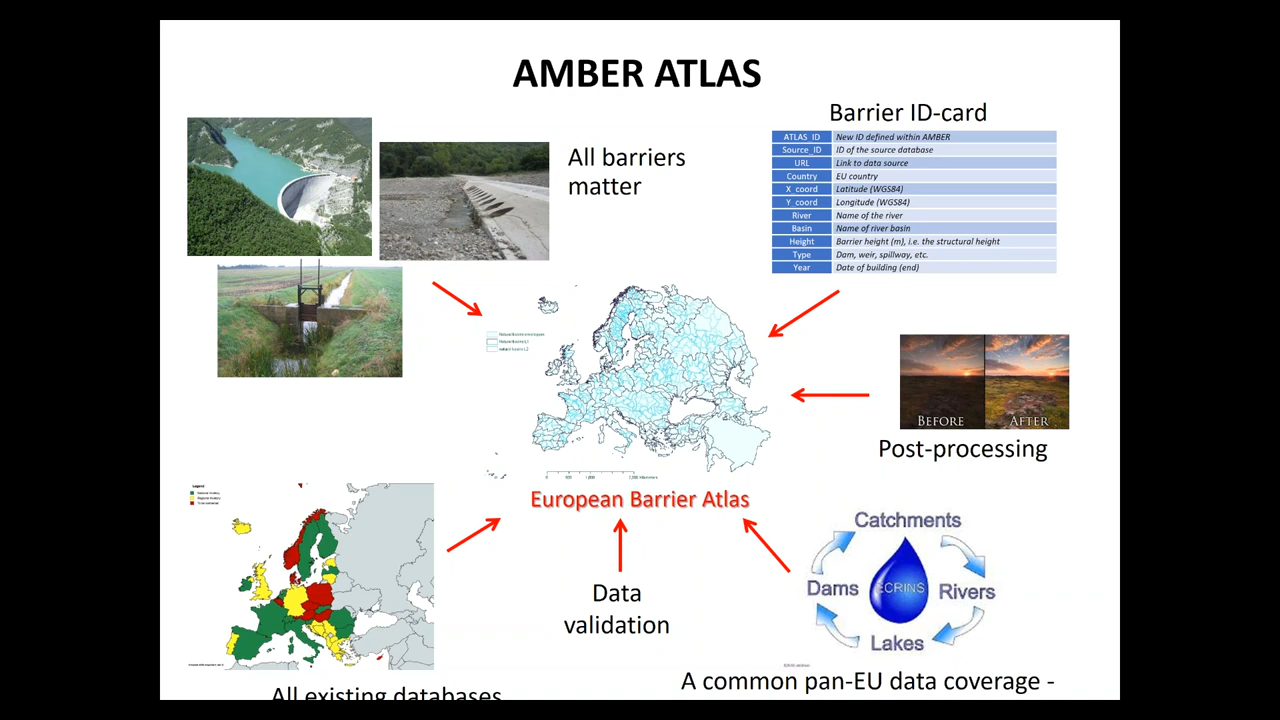 AMBER ATLAS
All barriers
matter
Barrier ID-card
ATLAS_ID New ID defined within AMBER
Source_ID ID of the source database
URL Link to data source
Country EU country
X_coord Latitude (WGS84)
Y_coord Longitude (WGS84)
River Name of the river
Basin Name of river basin
Height Barrier height (m), i.e. the structural height
Type Dam, weir, spillway, etc.
Year Date of building (end)
BEFORE AFTER
Post-processing
European Barrier Atlas
Legend
Data
validation
Catchments
Dams ECRINS Rivers
Lakes
All existing databases
A common pan-EU data coverage -